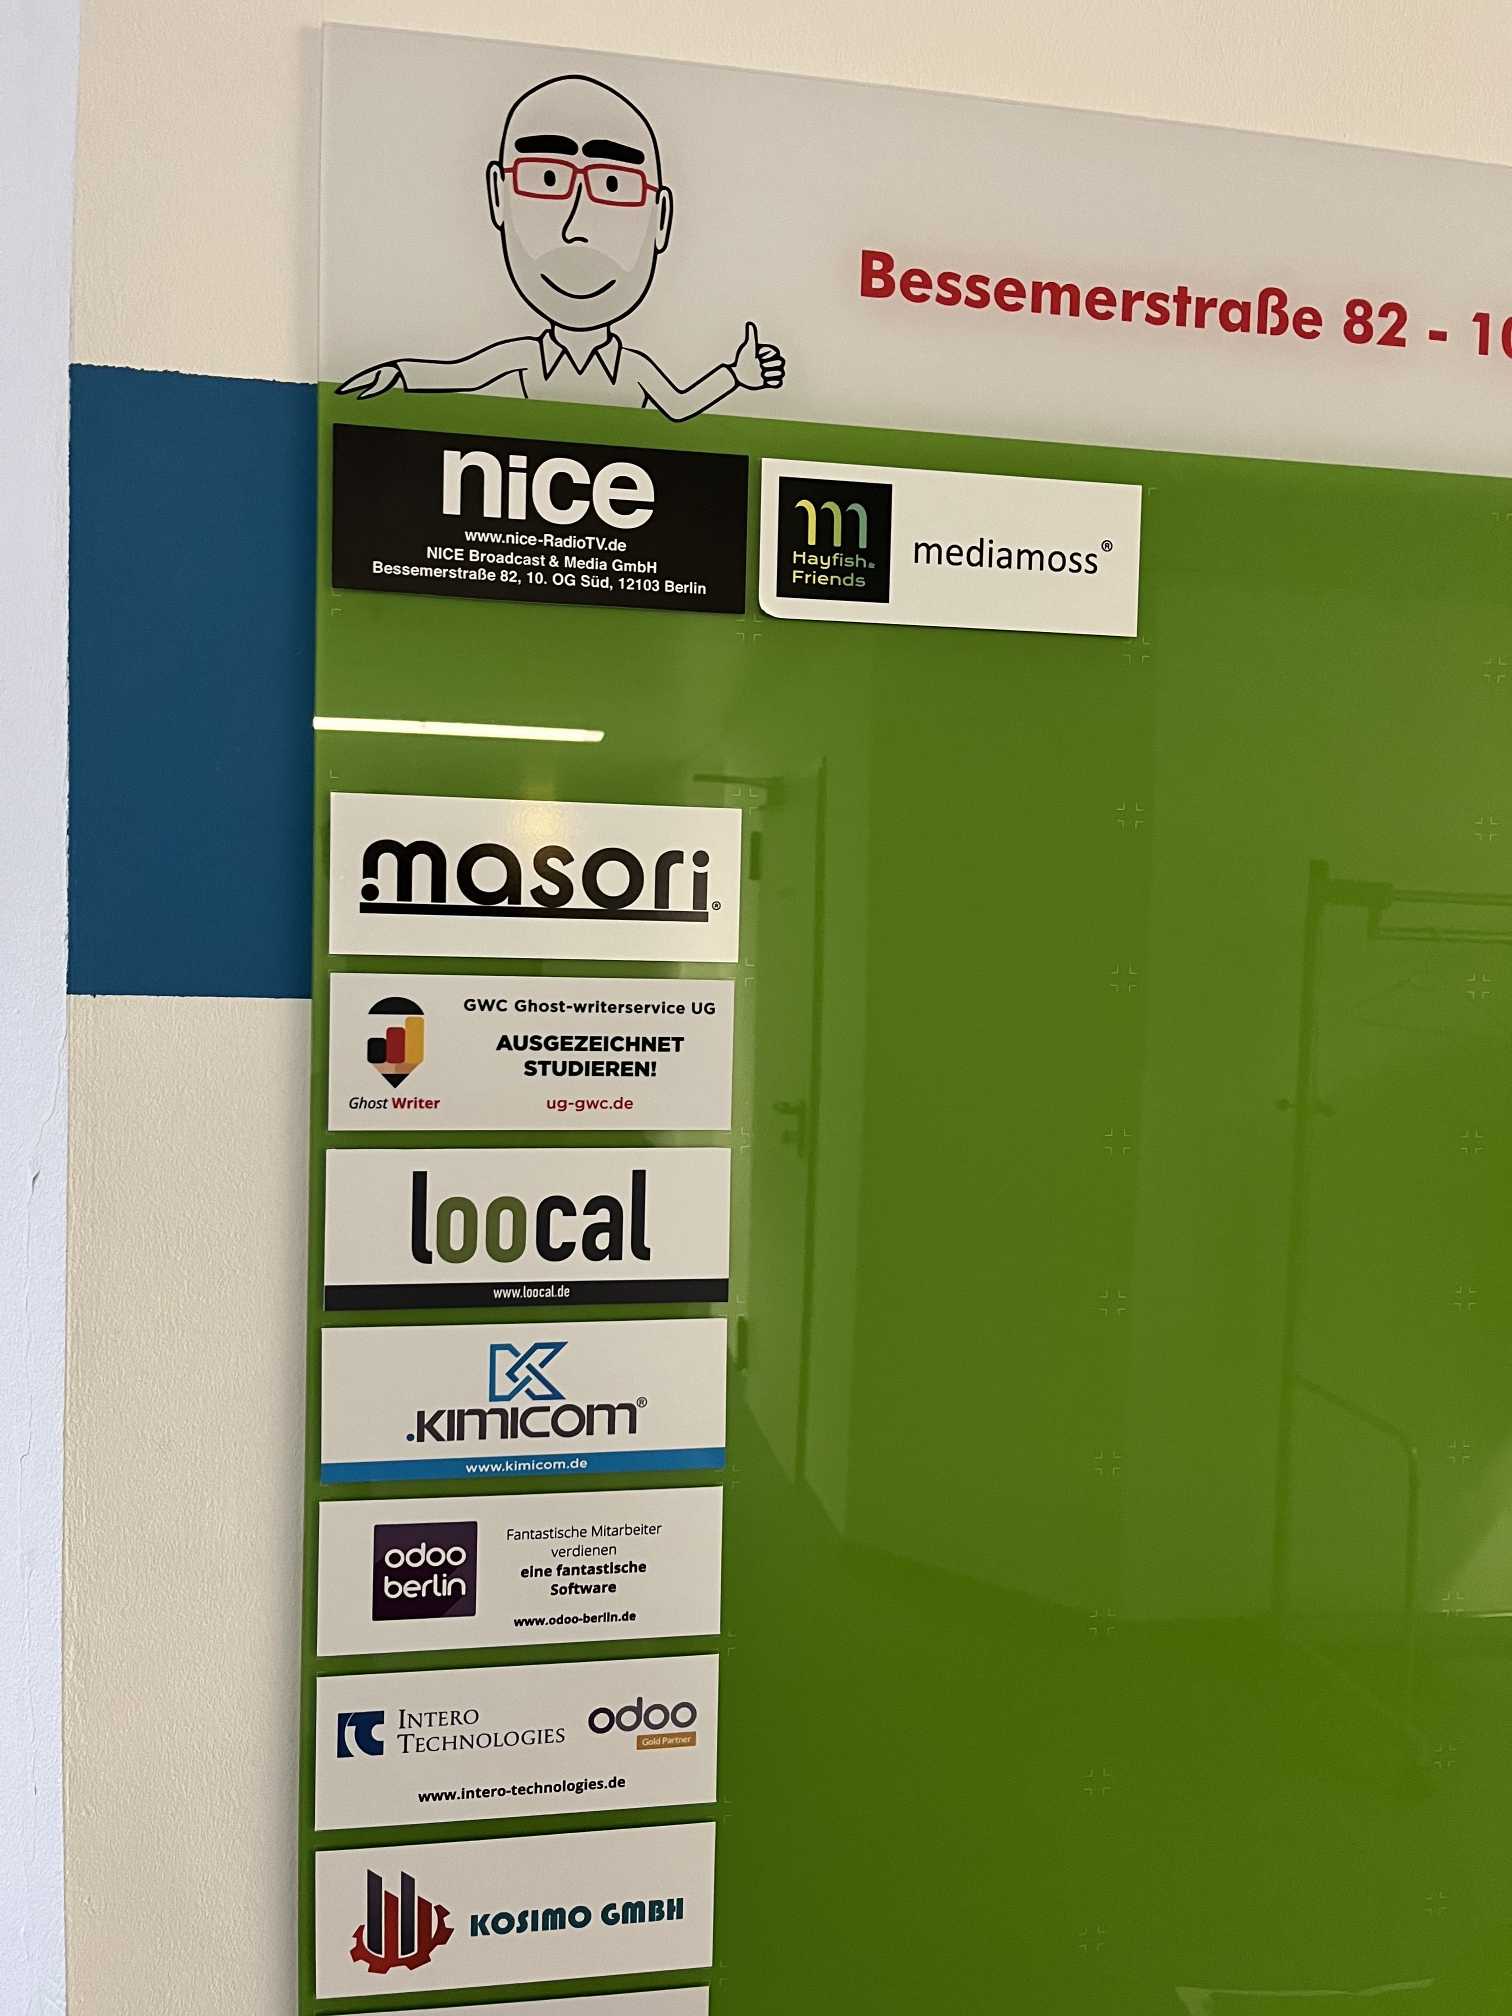 Bessemerstraße 82 - 10
nice
www.nice-RadioTV.de
NICE Broadcast & Media GmbH
Bessemerstraße 82, 10. OG Süd, 12103 Berlin
Hayfish&
Friends
mediamoss®
masori®
GWC Ghost-writerservice UG
AUSGEZEICHNET
STUDIEREN!
Ghost Writer
ug-gwc.de
loocal
www.loocal.de
.KIMICOM®
www.kimicom.de
odoo
berlin
Fantastische Mitarbeiter
verdienen
eine fantastische
Software
www.odoo-berlin.de
INTERO
TECHNOLOGIES
odoo
Gold Partner
www.intero-technologies.de
KOSIMO GMBH